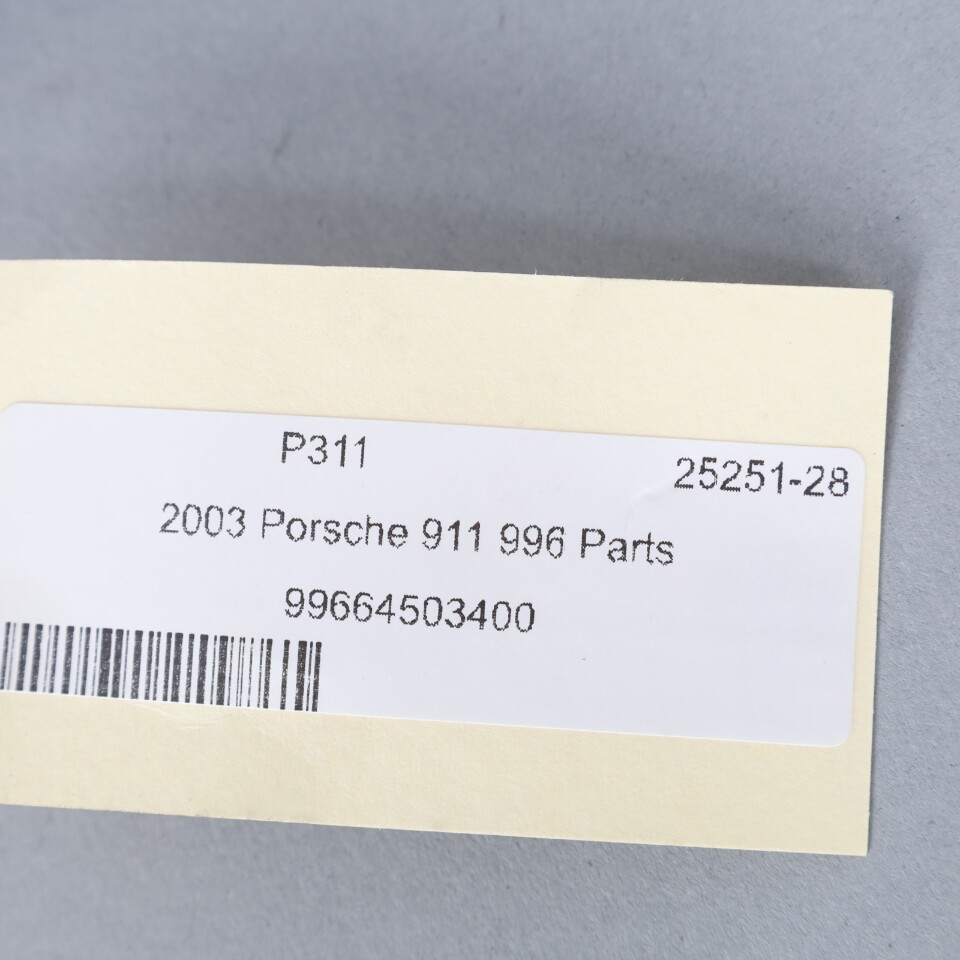 P311 25251-28
2003 Porsche 911 996 Parts
99664503400